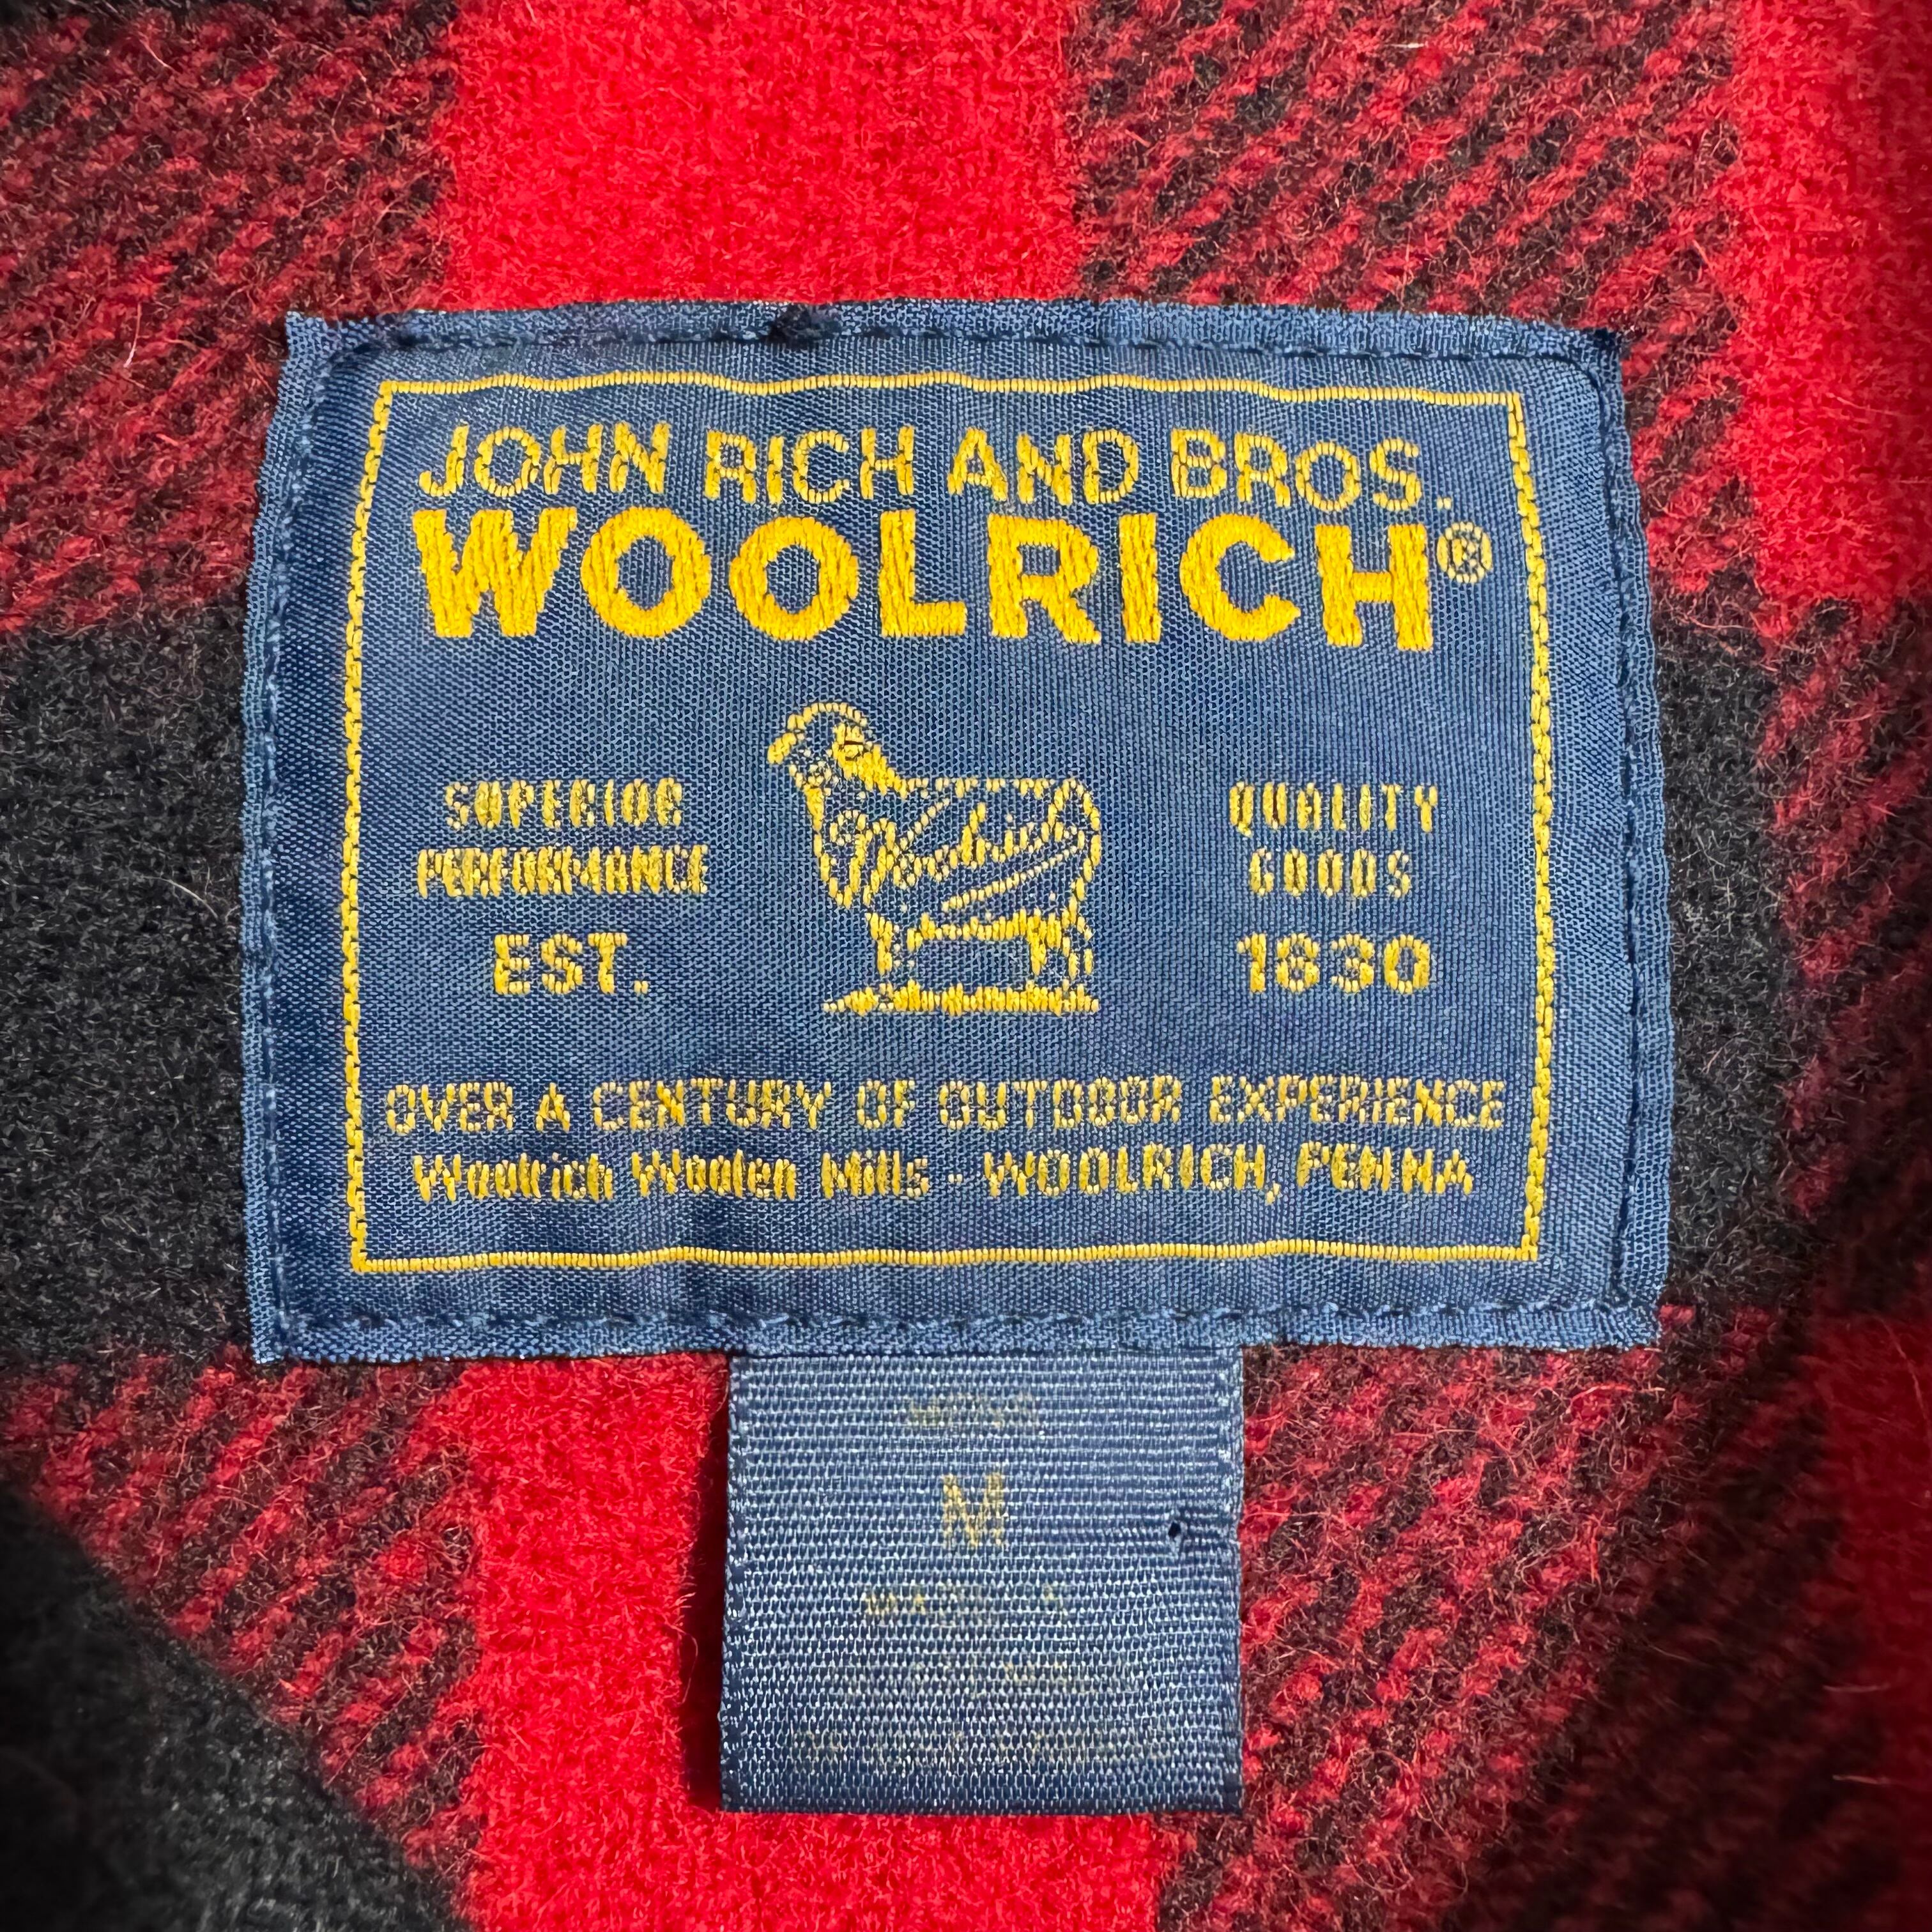 JOHN RICH AND BROS.
WOOLRICH®
SUPERIOR
PERFORMANCE
EST.
Woolrich
QUALITY
GOODS
1830
OVER A CENTURY OF OUTDOOR EXPERIENCE
Woolrich Woolen Mills - WOOLRICH, PENNA
M